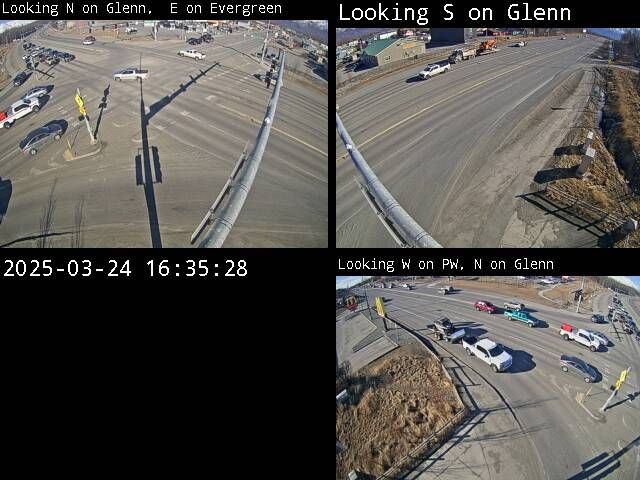 Looking N on Glenn, E on Evergreen
Looking S on Glenn
2025-03-24 16:35:28
Looking W on PW, N on Glenn